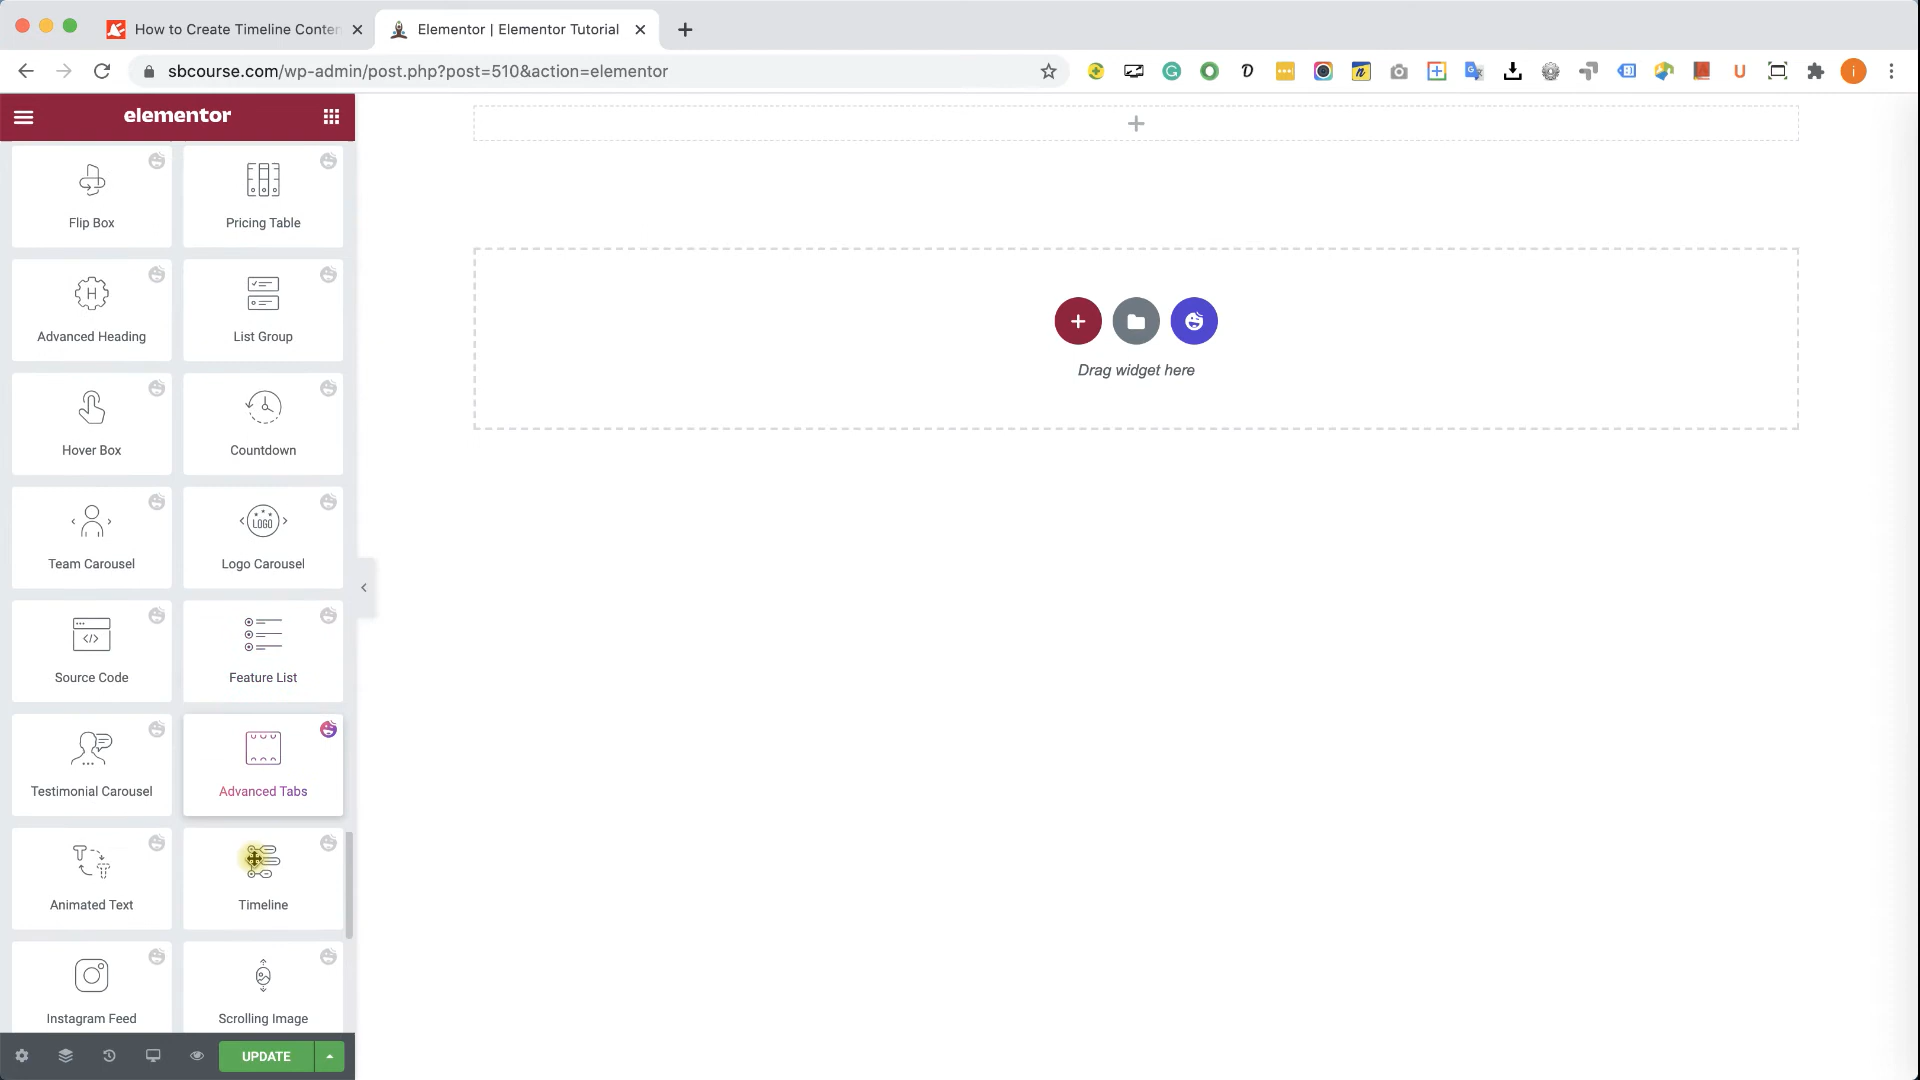 How to Create Timeline Conten
Elementor | Elementor Tutorial
sbcourse.com/wp-admin/post.php?post=510&action=elementor
elementor
Flip Box
Pricing Table
Advanced Heading
List Group
Hover Box
Countdown
Team Carousel
LOGO
Logo Carousel
Source Code
Feature List
Testimonial Carousel
Advanced Tabs
Animated Text
Timeline
Instagram Feed
Scrolling Image
UPDATE
Drag widget here